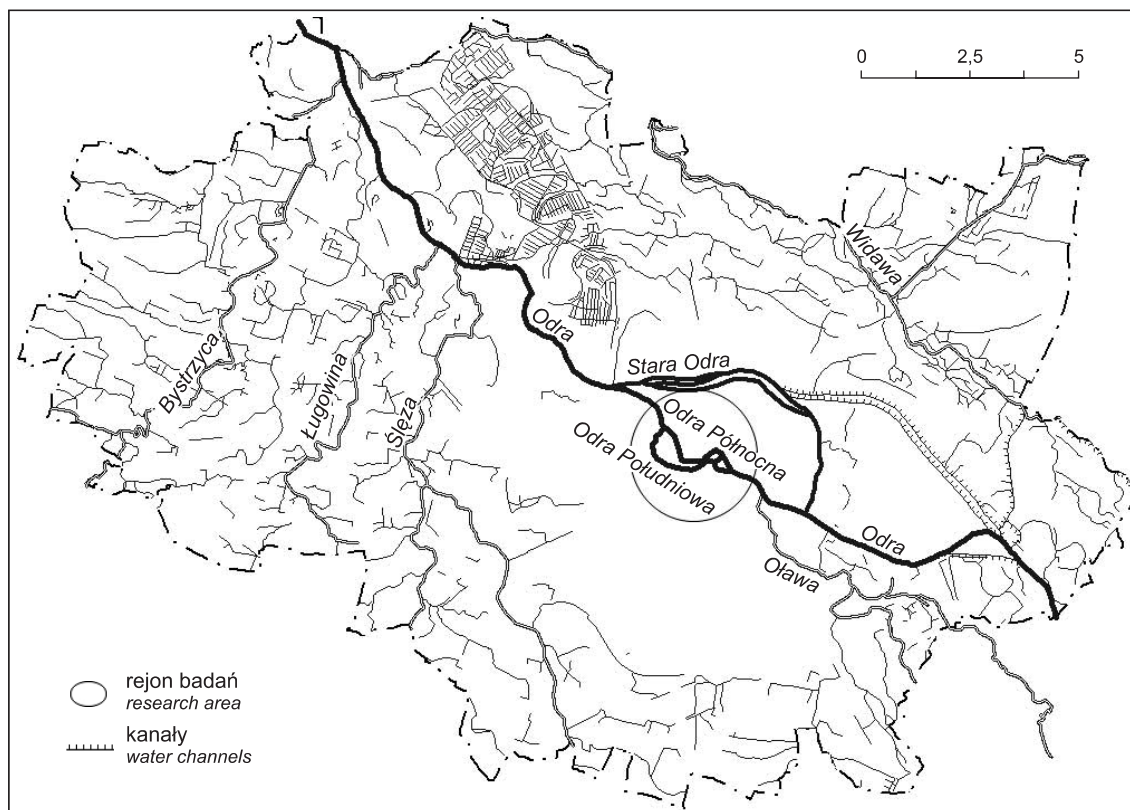 0
2,5
5
Widawa
Odra
Stara Odra
Bystrzyca
Ługowina
Ślęza
Odra Północna
Odra Południowa
Odra
Oława
rejon badań
research area
kanały
water channels